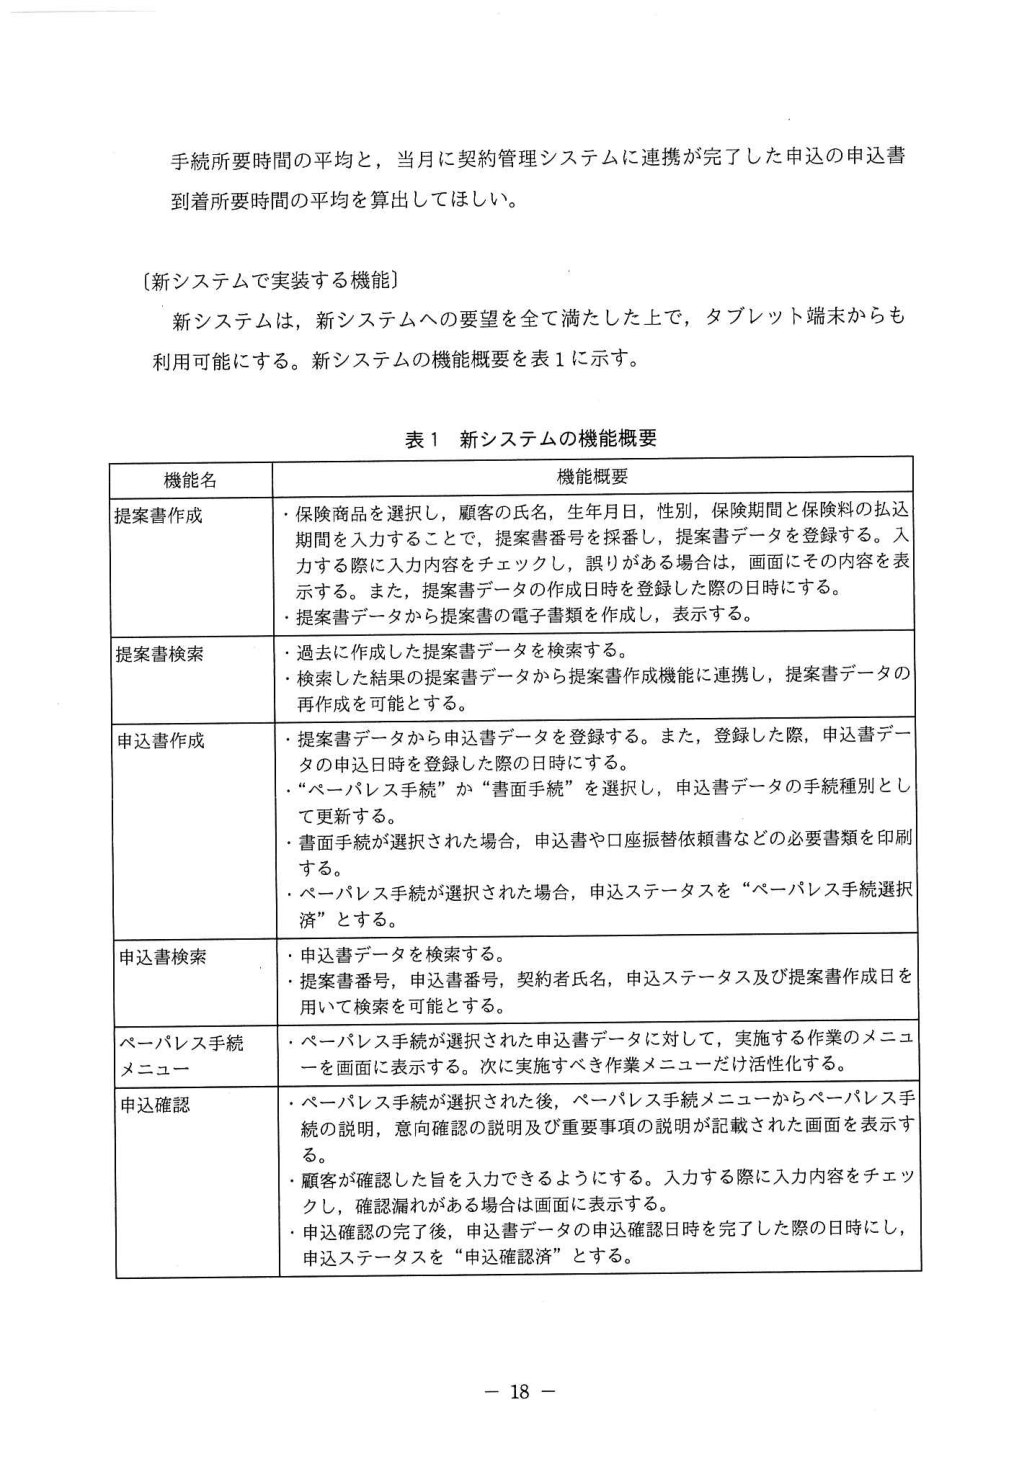 手続所要時間の平均と，当月に契約管理システムに連携が完了した申込の申込書
到着所要時間の平均を算出してほしい。
〔新システムで実装する機能〕
新システムは，新システムへの要望を全て満たした上で，タブレット端末からも
利用可能にする。新システムの機能概要を表1に示す。
表1　新システムの機能概要
機能名　機能概要
提案書作成
・保険商品を選択し，顧客の氏名，生年月日，性別，保険期間と保険料の払込
期間を入力することで，提案書番号を採番し，提案書データを登録する。入
力する際に入力内容をチェックし，誤りがある場合は，画面にその内容を表
示する。また，提案書データの作成日時を登録した際の日時にする。
・提案書データから提案書の電子書類を作成し，表示する。
提案書検索
・過去に作成した提案書データを検索する。
・検索した結果の提案書データから提案書作成機能に連携し，提案書データの
再作成を可能とする。
申込書作成
・提案書データから申込書データを登録する。また，登録した際，申込書デー
タの申込日時を登録した際の日時にする。
・“ペーパレス手続”か“書面手続”を選択し，申込書データの手続種別とし
て更新する。
・書面手続が選択された場合，申込書や口座振替依頼書などの必要書類を印刷
する。
・ペーパレス手続が選択された場合，申込ステータスを“ペーパレス手続選択
済”とする。
申込書検索
・申込書データを検索する。
・提案書番号，申込書番号，契約者氏名，申込ステータス及び提案書作成日を
用いて検索を可能とする。
ペーパレス手続
メニュー
・ペーパレス手続が選択された申込書データに対して，実施する作業のメニュ
ーを画面に表示する。次に実施すべき作業メニューだけ活性化する。
申込確認
・ペーパレス手続が選択された後，ペーパレス手続メニューからペーパレス手
続の説明，意向確認の説明及び重要事項の説明が記載された画面を表示す
る。
・顧客が確認した旨を入力できるようにする。入力する際に入力内容をチェッ
クし，確認漏れがある場合は画面に表示する。
・申込確認の完了後，申込書データの申込確認日時を完了した際の日時にし，
申込ステータスを“申込確認済”とする。
－ 18 －